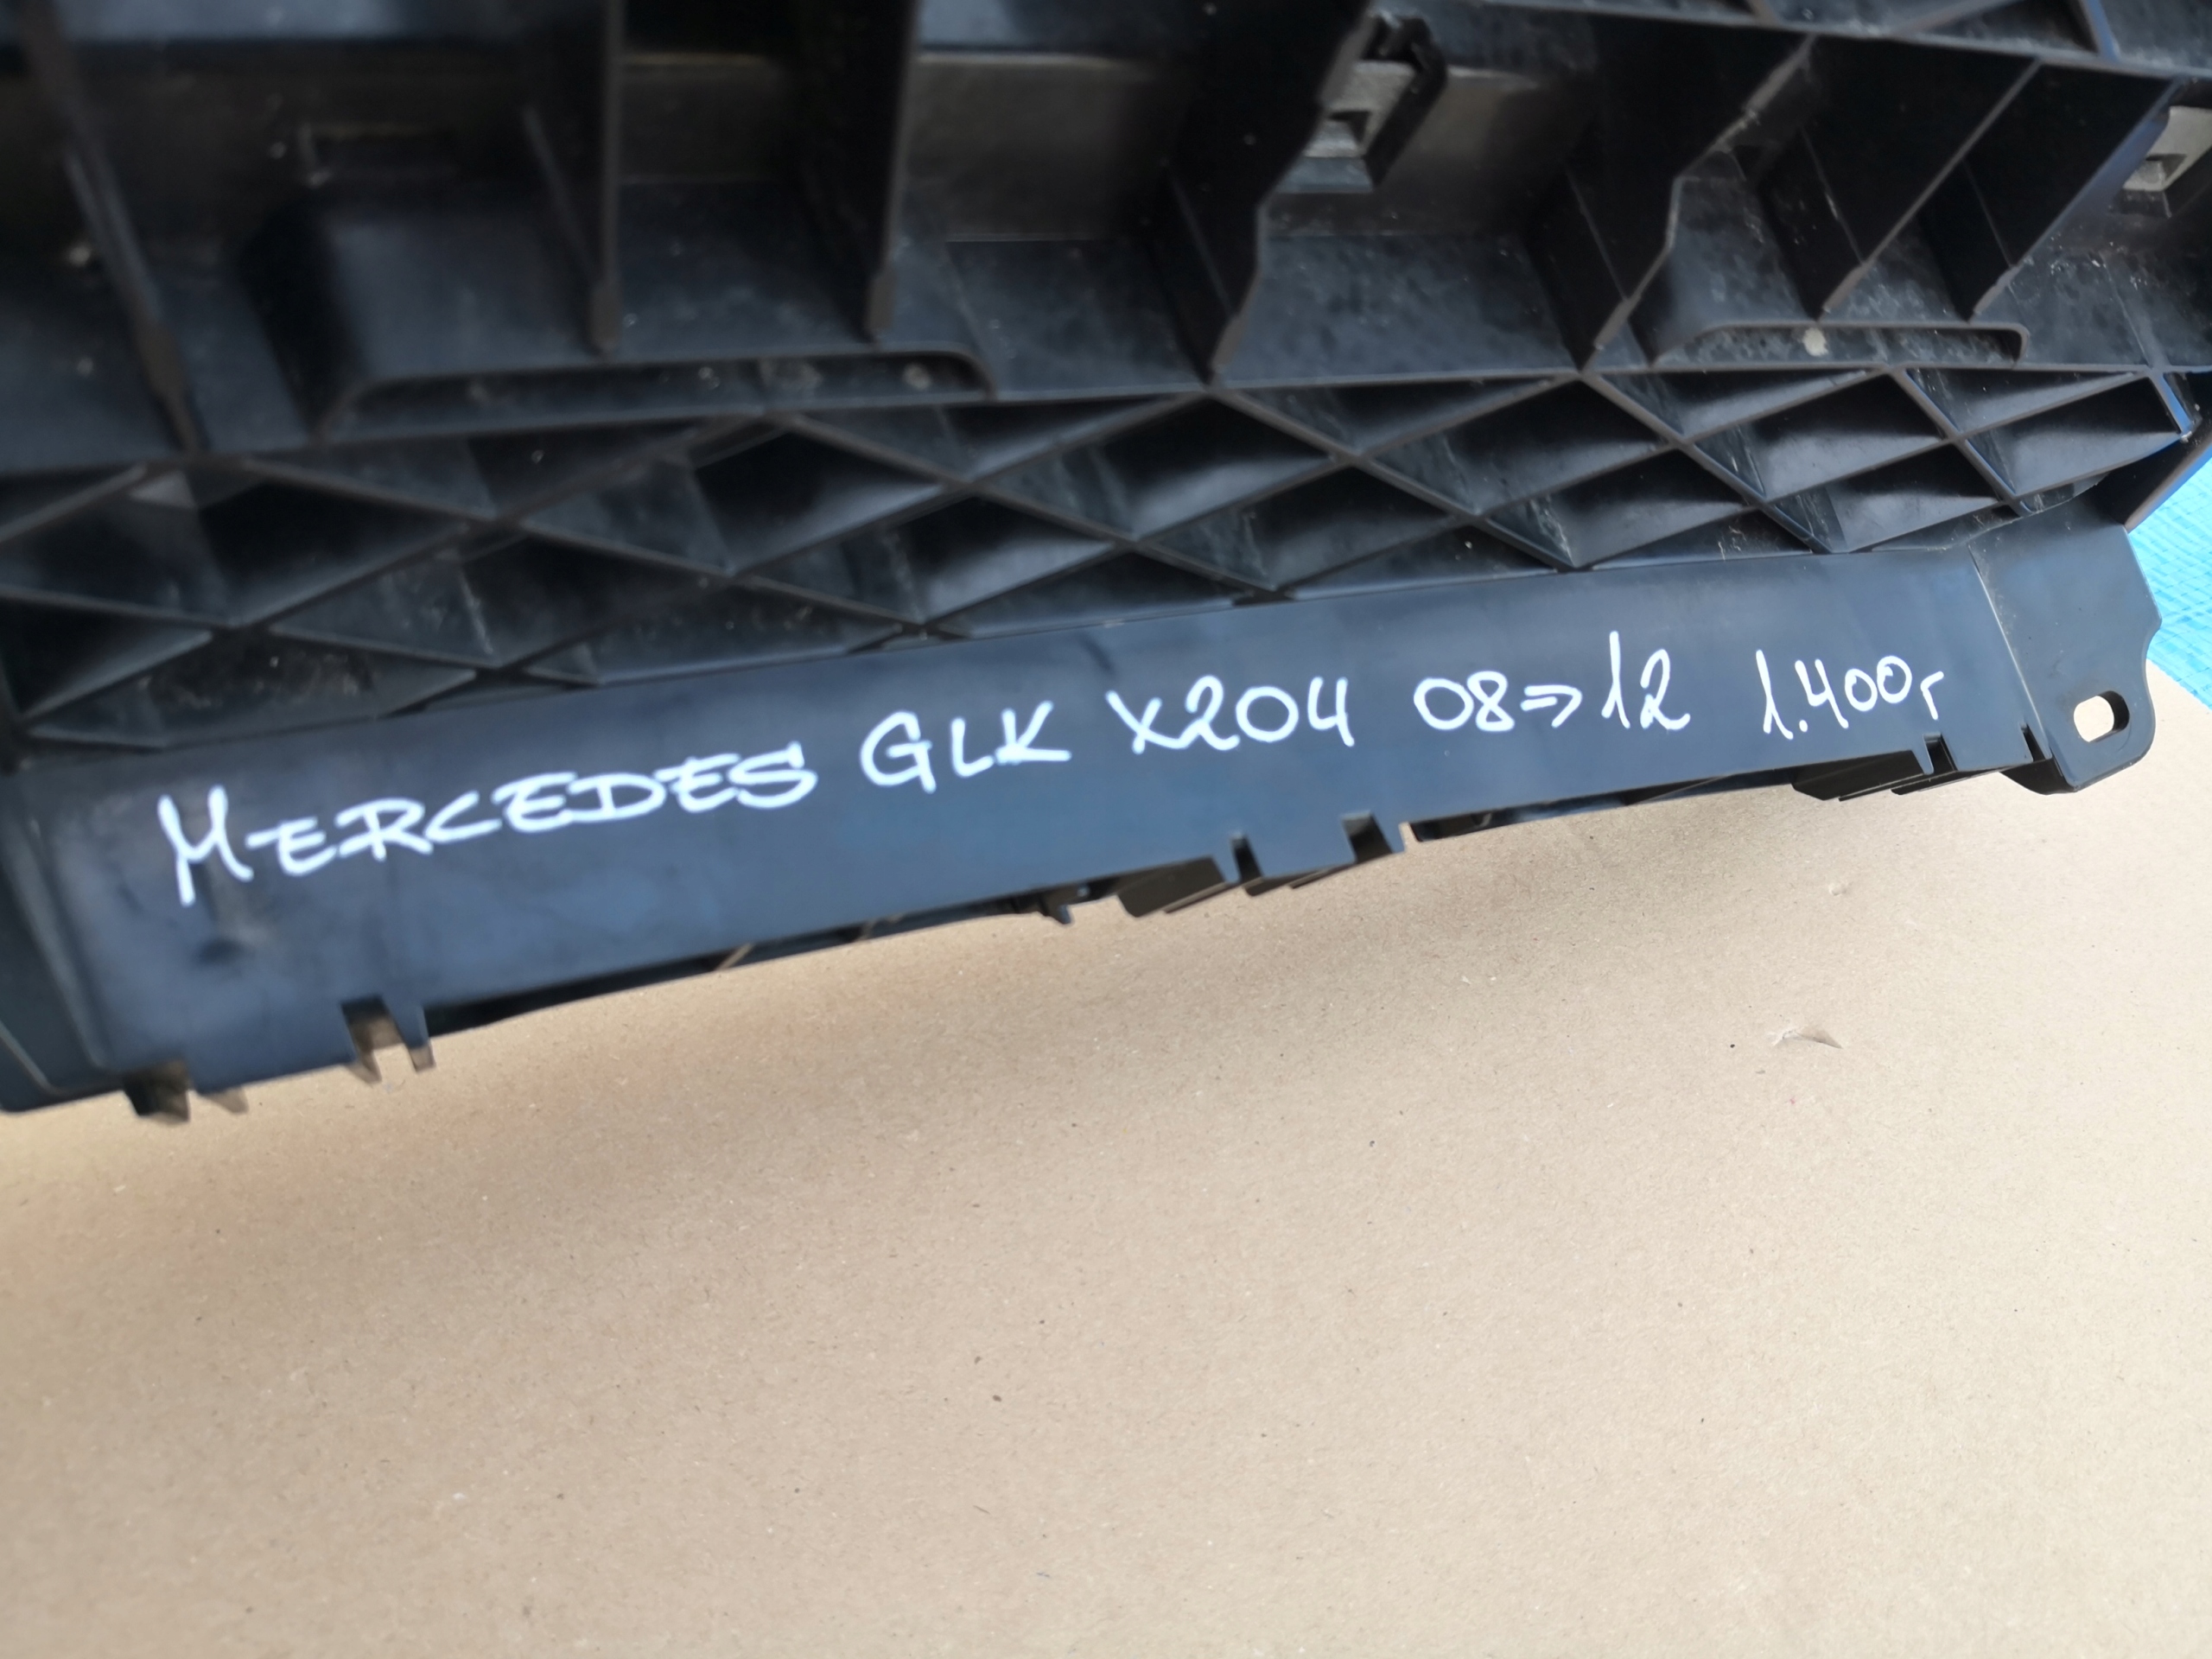 MERCEDES GLK X204 08=>12 1.400г